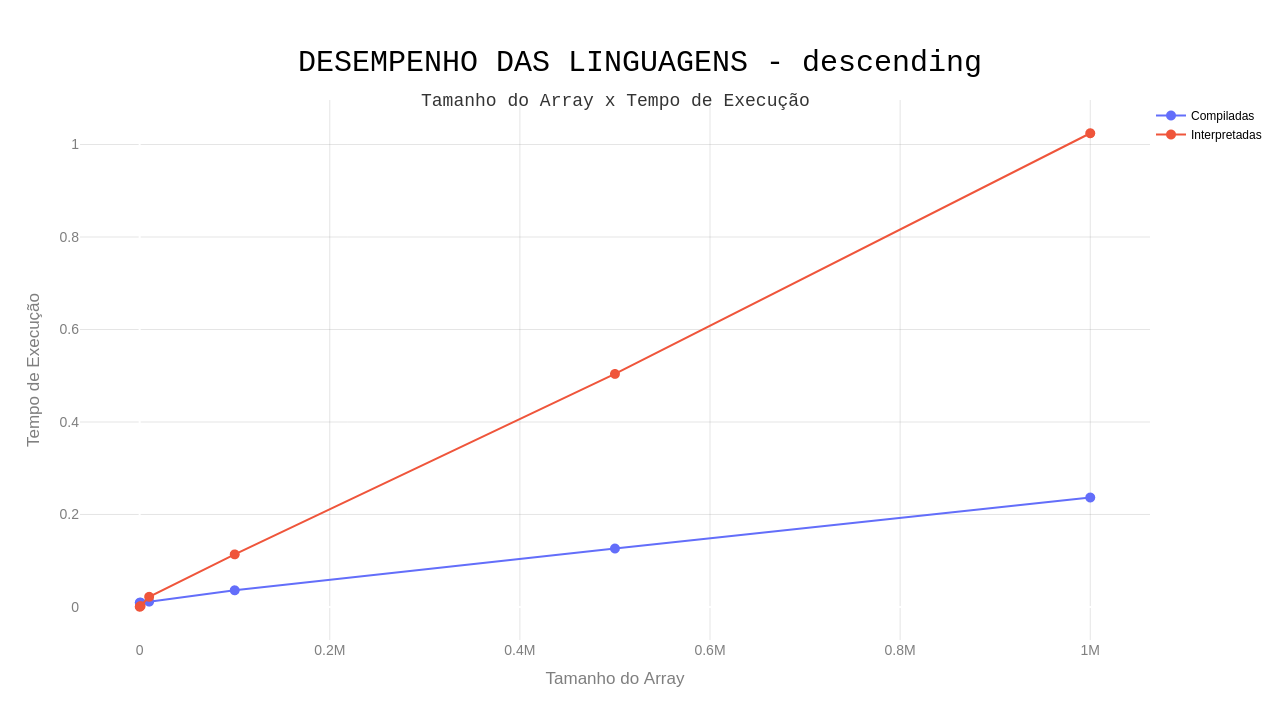 DESEMPENHO DAS LINGUAGENS - descending
Tamanho do Array x Tempo de Execução
Compiladas
Interpretadas
1
0.8
0.6
0.4
0.2
0
Tempo de Execução
0
0.2M
0.4M
0.6M
0.8M
1M
Tamanho do Array